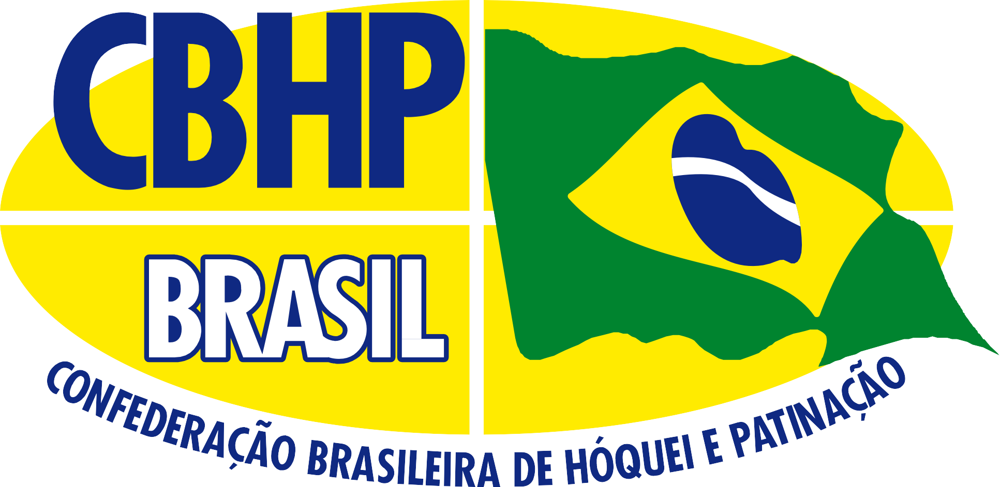 CBHP
BRASIL
CONFEDERAÇÃO BRASILEIRA DE HÓQUEI E PATINAÇÃO